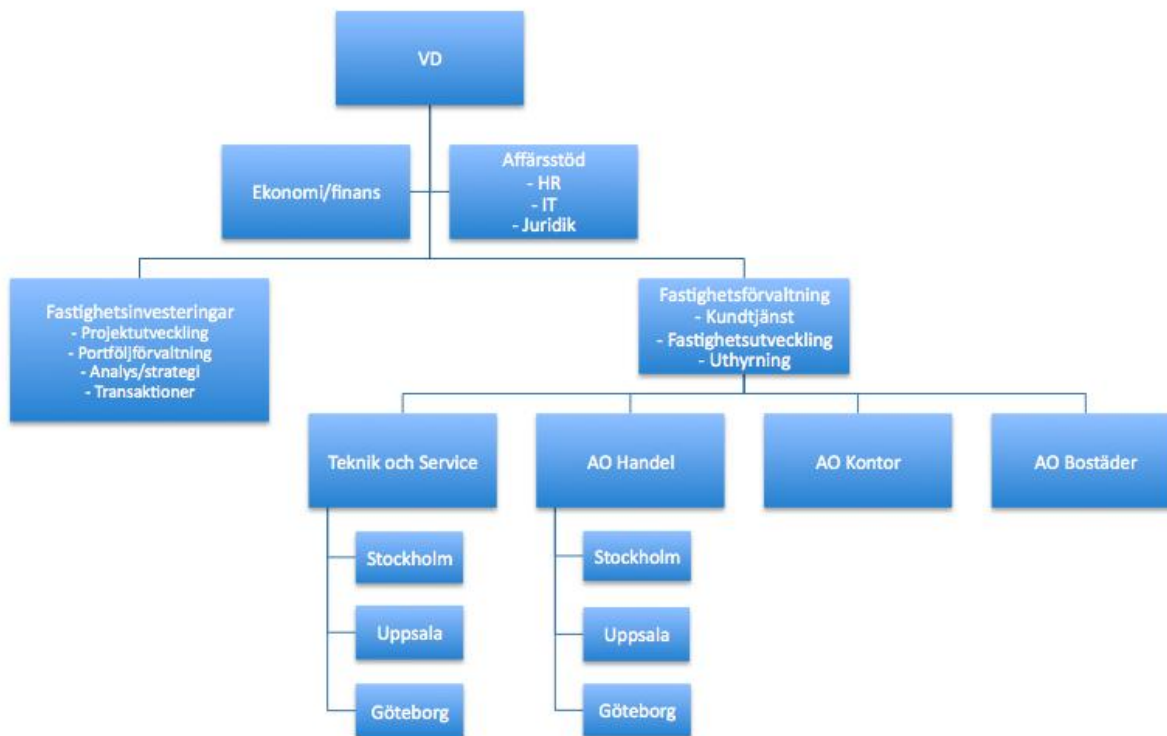 VD
Ekonomi/finans
Affärsstöd
- HR
- IT
- Juridik
Fastighetsinvesteringar
- Projektutveckling
- Portföljförvaltning
- Analys/strategi
- Transaktioner
Fastighetsförvaltning
- Kundtjänst
- Fastighetsutveckling
- Uthyrning
Teknik och Service
AO Handel
AO Kontor
AO Bostäder
Stockholm
Uppsala
Göteborg
Stockholm
Uppsala
Göteborg